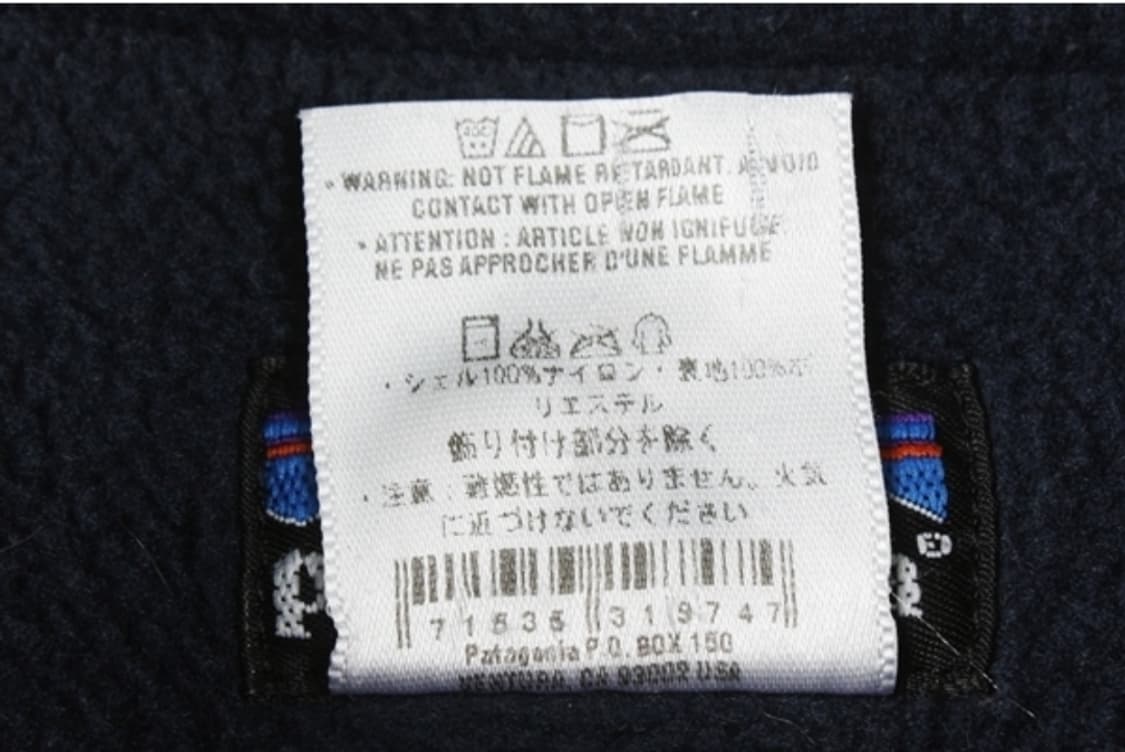 40C
• WARNING: NOT FLAME RETARDANT. AVOID
CONTACT WITH OPEN FLAME
• ATTENTION : ARTICLE NON IGNIFUGE.
NE PAS APPROCHER D'UNE FLAMME
・シェル100%ナイロン・裏地100%ポ
リエステル
飾り付け部分を除く
・注意：難燃性ではありません。火気
に近づけないでください
7 1535 319747
Patagonia P.O. BOX 150
VENTURA, CA 93002 USA